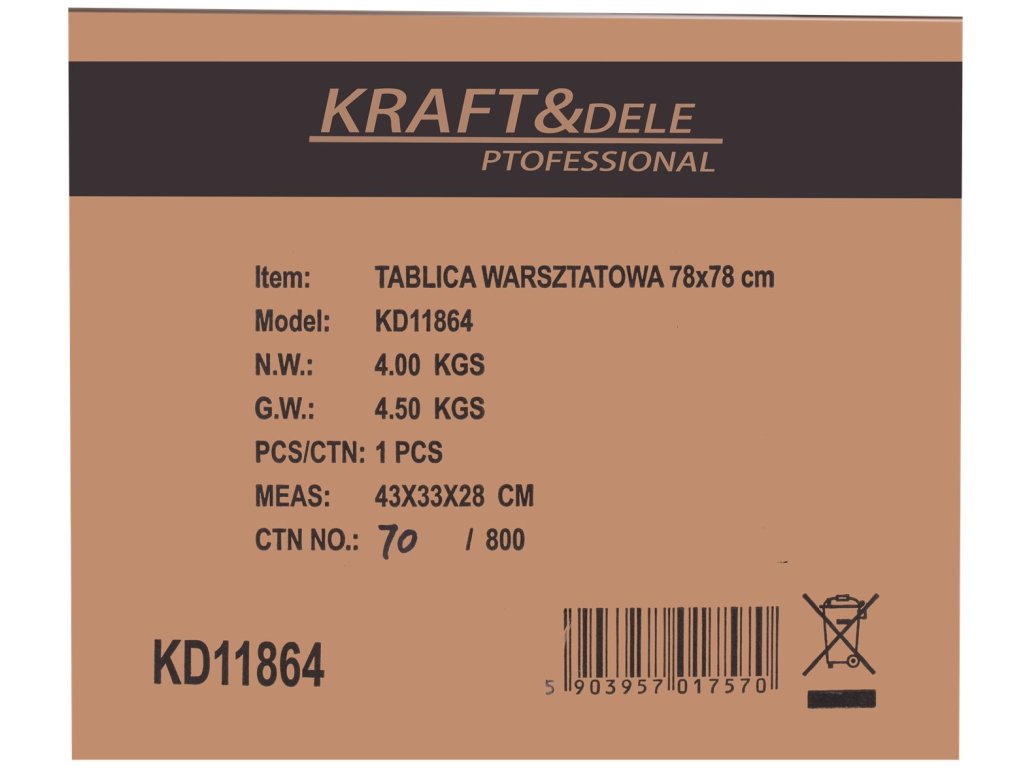 KRAFT&DELE
PTOFESSIONAL
Item: TABLICA WARSZTATOWA 78x78 cm
Model: KD11864
N.W.: 4.00 KGS
G.W.: 4.50 KGS
PCS/CTN: 1 PCS
MEAS: 43X33X28 CM
CTN NO.: 70 / 800
KD11864
5 903957 017570